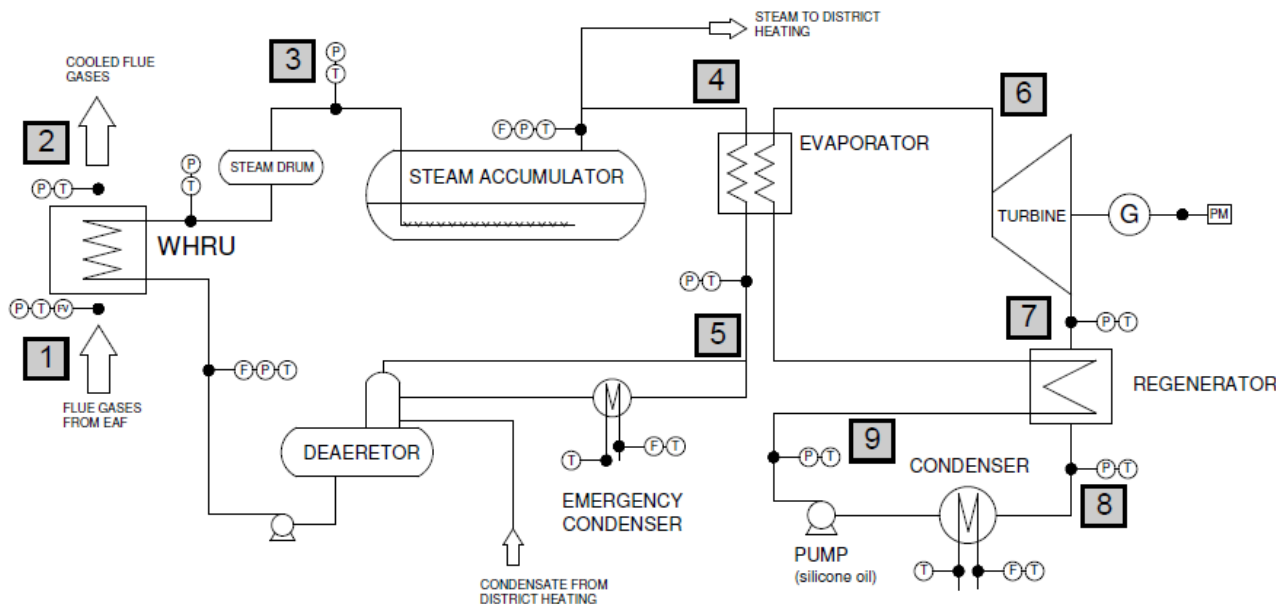 STEAM TO DISTRICT
HEATING
3
P
T
COOLED FLUE
GASES
4
6
2
F P T
EVAPORATOR
P
T
STEAM DRUM
STEAM ACCUMULATOR
P T
TURBINE
G
PM
WHRU
P T
P T FV
7
P T
1
5
F P T
REGENERATOR
FLUE GASES
FROM EAF
DEAERETOR
9
P T
CONDENSER
P T
T
F T
8
EMERGENCY
CONDENSER
PUMP
(silicone oil)
T
F T
CONDENSATE FROM
DISTRICT HEATING